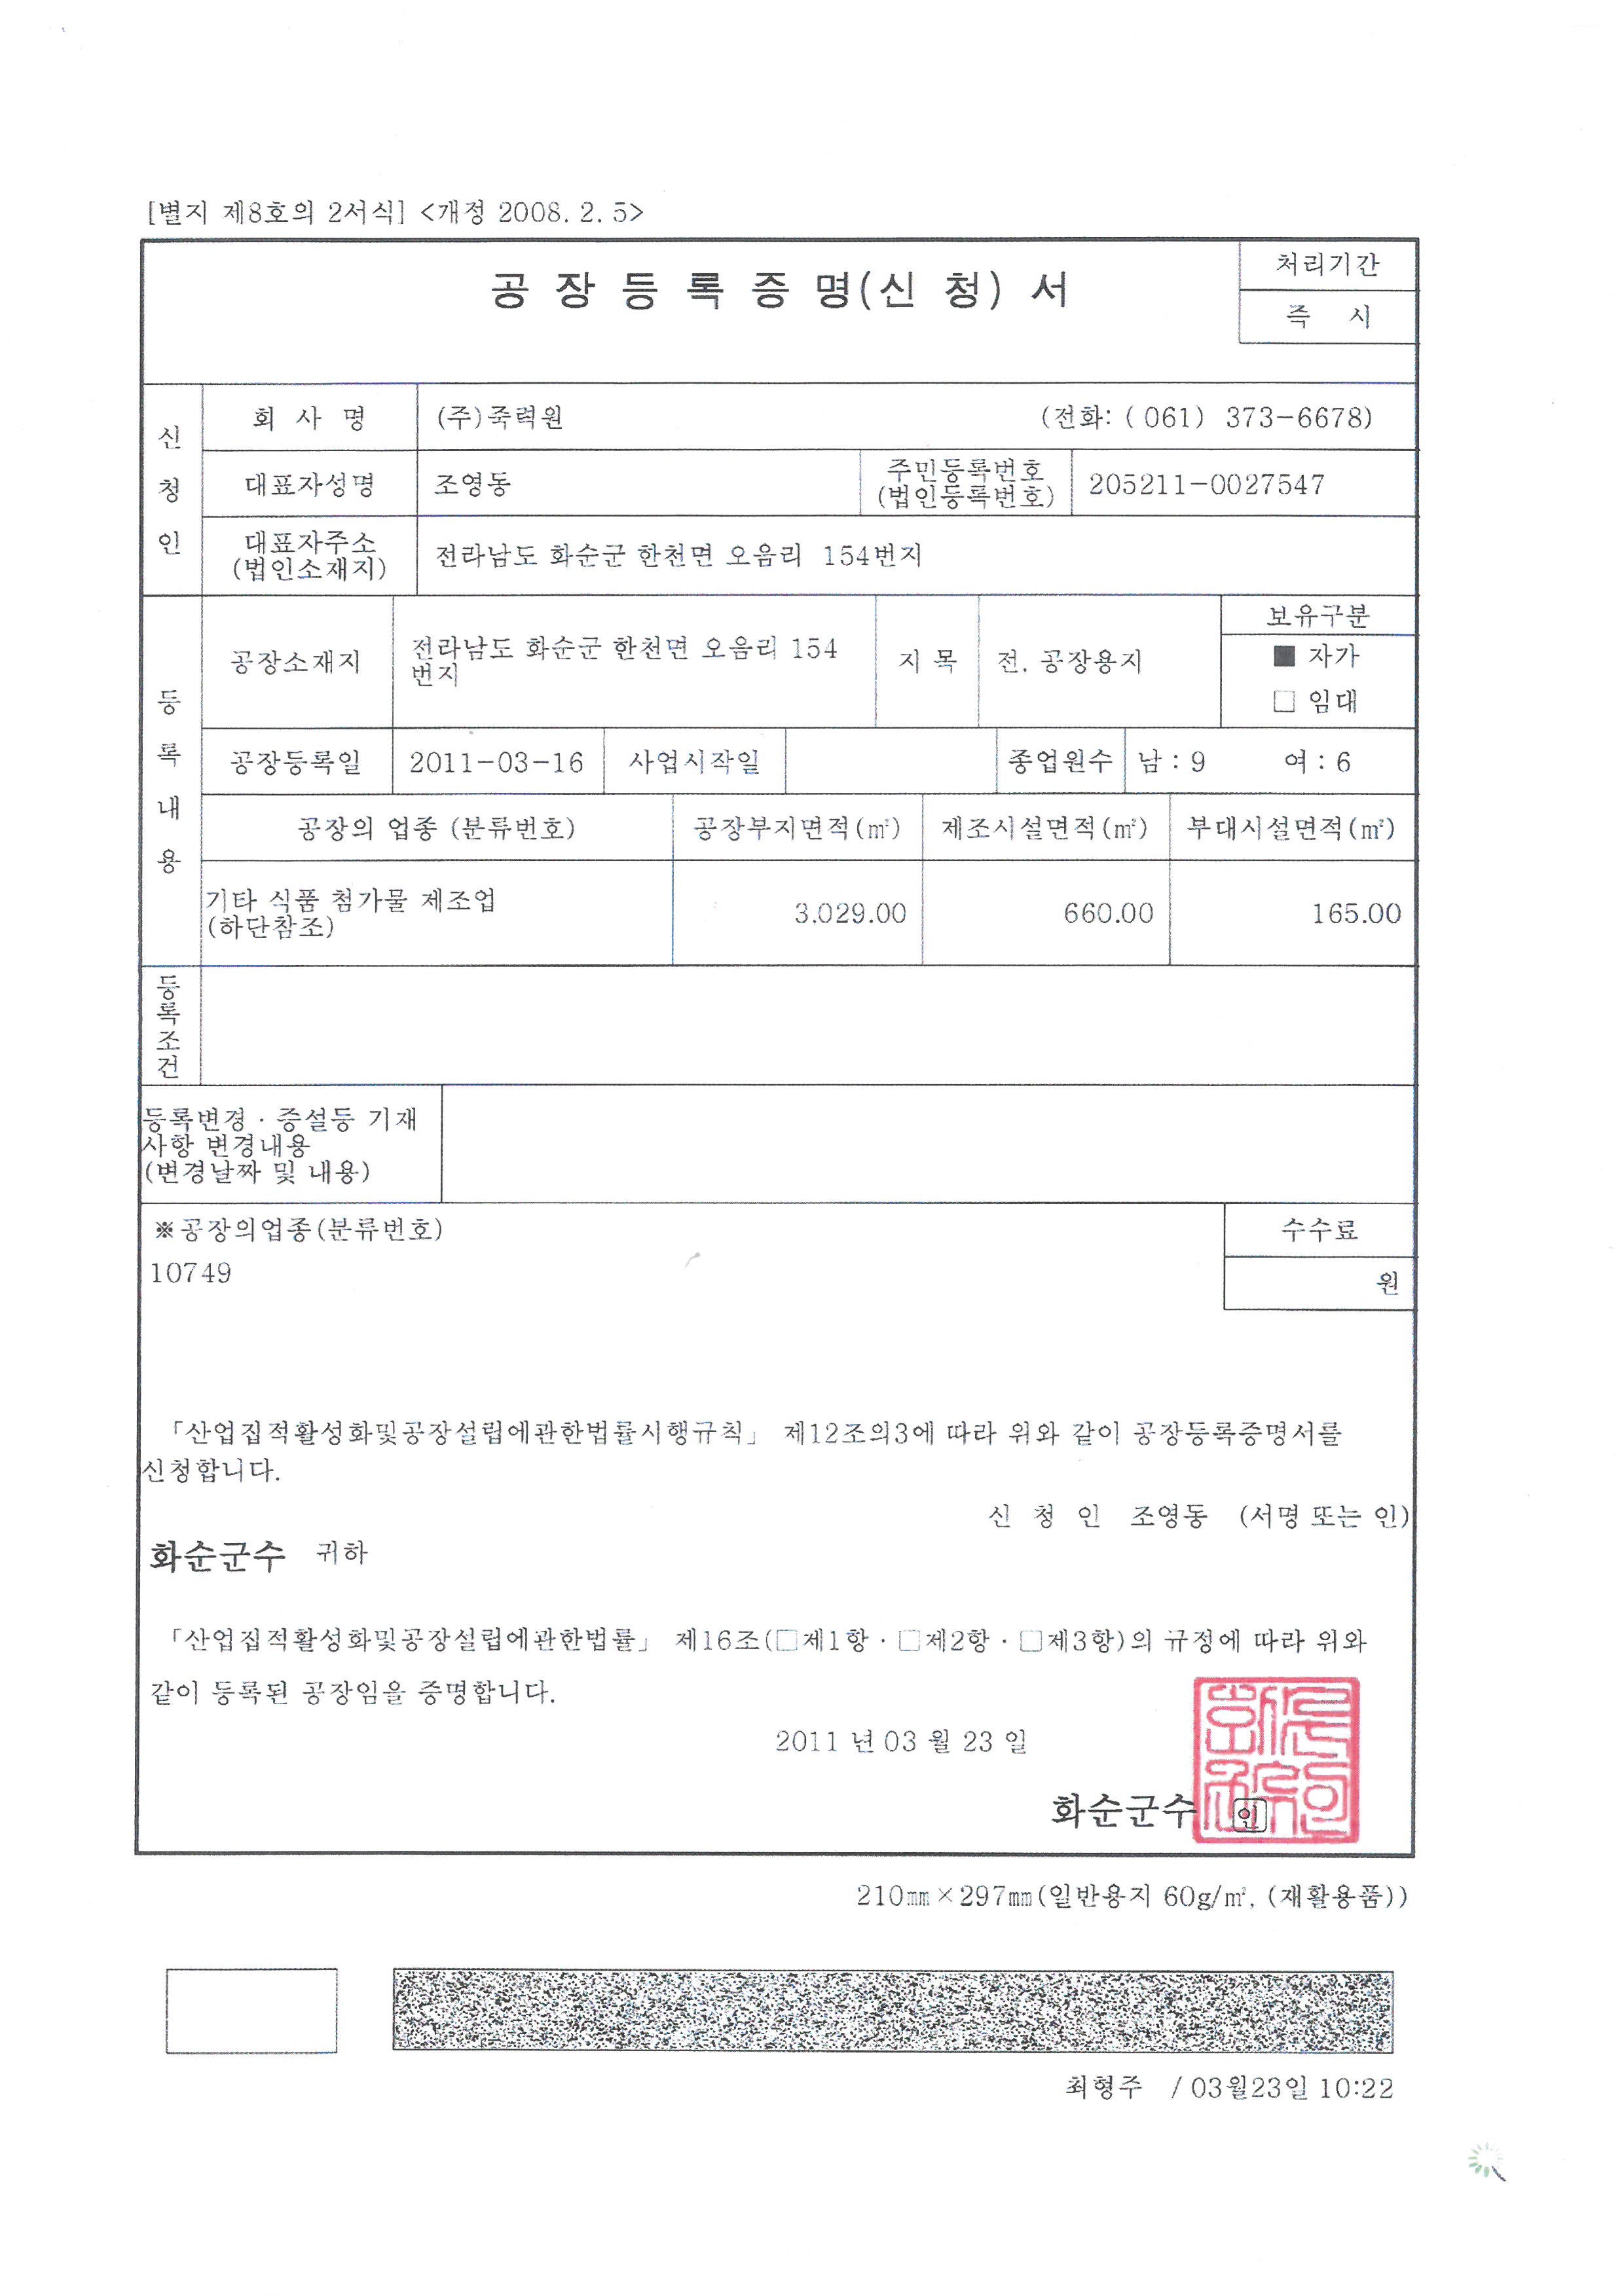 [별지 제8호의 2서식] <개정 2008. 2. 5>
공 장 등 록 증 명(신 청) 서
처리기간
즉 시
신청인
회 사 명
(주)죽력원 (전화: ( 061) 373-6678)
대표자성명
조영동
주민등록번호
(법인등록번호)
205211-0027547
대표자주소
(법인소재지)
전라남도 화순군 한천면 오음리 154번지
등록내용
공장소재지
전라남도 화순군 한천면 오음리 154
번지
지 목
전, 공장용지
보유구분
■ 자가
□ 임대
공장등록일
2011-03-16
사업시작일
종업원수
남 : 9 여 : 6
공장의 업종 (분류번호)
공장부지면적(㎡)
제조시설면적(㎡)
부대시설면적(㎡)
기타 식품 첨가물 제조업
(하단참조)
3,029.00
660.00
165.00
등록조건
등록변경 · 증설등 기재
사항 변경내용
(변경날짜 및 내용)
※공장의업종(분류번호)
10749
수수료
원
「산업집적활성화및공장설립에관한법률시행규칙」 제12조의3에 따라 위와 같이 공장등록증명서를
신청합니다.
신 청 인 조영동 (서명 또는 인)
화순군수 귀하
「산업집적활성화및공장설립에관한법률」 제16조(□제1항 · □제2항 · □제3항)의 규정에 따라 위와
같이 등록된 공장임을 증명합니다.
2011 년 03 월 23 일
화순군수 인
210㎜×297㎜(일반용지 60g/㎡, (재활용품))
최형주 / 03월23일 10:22